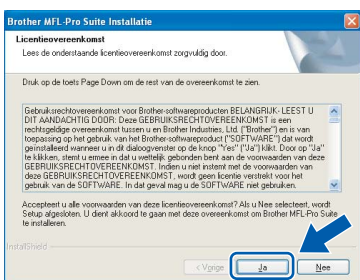 Brother MFL-Pro Suite Installatie
Licentieovereenkomst
Lees de onderstaande licentieovereenkomst zorgvuldig door.
Druk op de toets Page Down om de rest van de overeenkomst te zien.
Gebruiksrechtovereenkomst voor Brother-softwareproducten BELANGRIJK- LEEST U
DIT AANDACHTIG DOOR: Deze GEBRUIKSRECHTOVEREENKOMST is een
rechtsgeldige overeenkomst tussen u en Brother Industries, Ltd. ("Brother") en is van
toepassing op het gebruik van het Brother-softwareproduct ("SOFTWARE") dat wordt
geïnstalleerd wanneer u in dit dialoogvenster op de knop "Yes" ("Ja") klikt. Door op "Ja"
te klikken, stemt u ermee in dat u wettelijk gebonden bent aan de voorwaarden van deze
GEBRUIKSRECHTOVEREENKOMST. Indien u niet instemt met de voorwaarden van
deze GEBRUIKSRECHTOVEREENKOMST, wordt geen licentie verstrekt voor het
gebruik van de SOFTWARE. In dat geval mag u de SOFTWARE niet gebruiken.
Accepteert u alle voorwaarden van deze licentieovereenkomst? Als u Nee selecteert, wordt
Setup afgesloten. U dient akkoord te gaan met deze overeenkomst om Brother MFL-Pro Suite
te installeren.
InstallShield
< Vorige
Ja
Nee